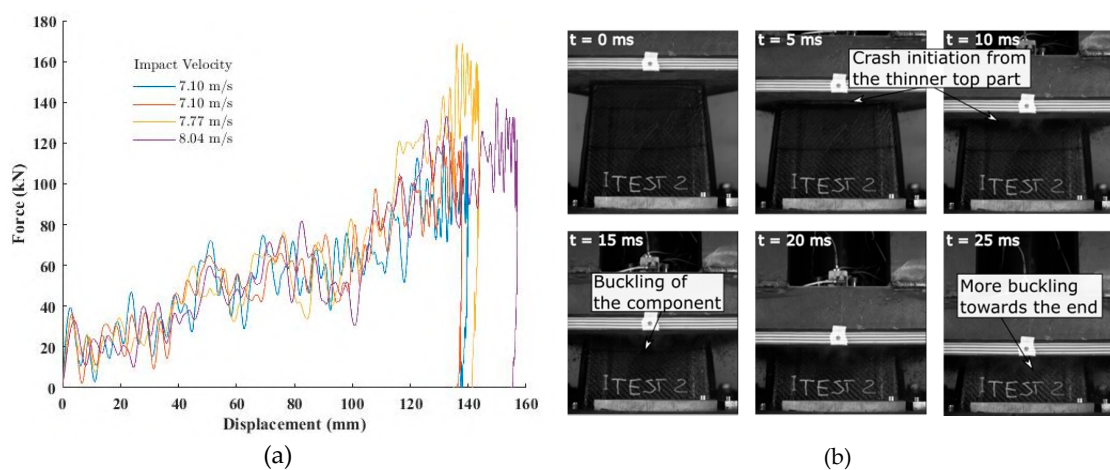 180
160
140
120
100
80
60
40
20
0
Force (kN)
Impact Velocity
7.10 m/s
7.10 m/s
7.77 m/s
8.04 m/s
0 20 40 60 80 100 120 140 160
Displacement (mm)
(a)
t = 0 ms
t = 5 ms
t = 10 ms
Crash initiation from
the thinner top part
ITEST 2
ITEST 2
ITEST 2
t = 15 ms
t = 20 ms
t = 25 ms
Buckling of
the component
More buckling
towards the end
ITEST 2
ITEST 2
ITEST 2
(b)